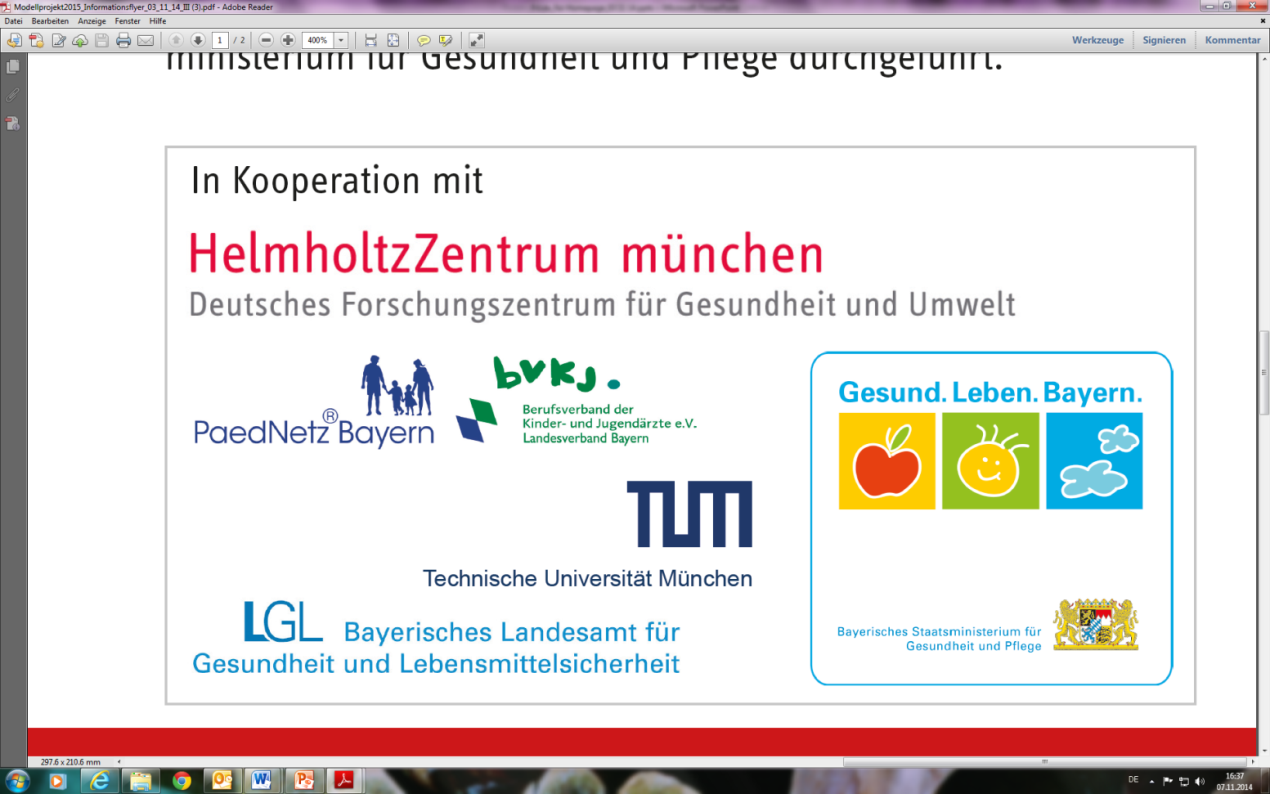 Modellprojekt2015_Informationsflyer_03_11_14_III (3).pdf - Adobe Reader
Datei Bearbeiten Anzeige Fenster Hilfe
1 / 2 400% Werkzeuge Signieren Kommentar
ministerium für Gesundheit und Pflege durchgeführt.
In Kooperation mit
HelmholtzZentrum münchen
Deutsches Forschungszentrum für Gesundheit und Umwelt
PaedNetz® Bayern
bvkj.
Berufsverband der
Kinder- und Jugendärzte e.V.
Landesverband Bayern
Gesund. Leben. Bayern.
TUM
Technische Universität München
LGL Bayerisches Landesamt für
Gesundheit und Lebensmittelsicherheit
Bayerisches Staatsministerium für
Gesundheit und Pflege
297,6 x 210,6 mm
DE
16:37
07.11.2014